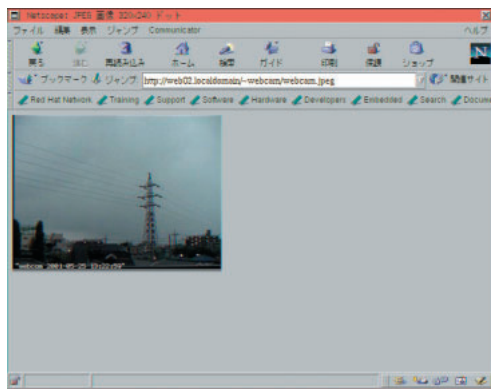 Netscape: JPEG 画像 320x240 ドット
ファイル 編集 表示 ジャンプ Communicator ヘルプ
戻る 次に 再読み込み ホーム 検索 ガイド 印刷 保護 ショップ N
ブックマーク ジャンプ: http://web02.localdomain/~webcam/webcam.jpeg 関連サイト
Red Hat Network Training Support Software Hardware Developers Embedded Search Docum